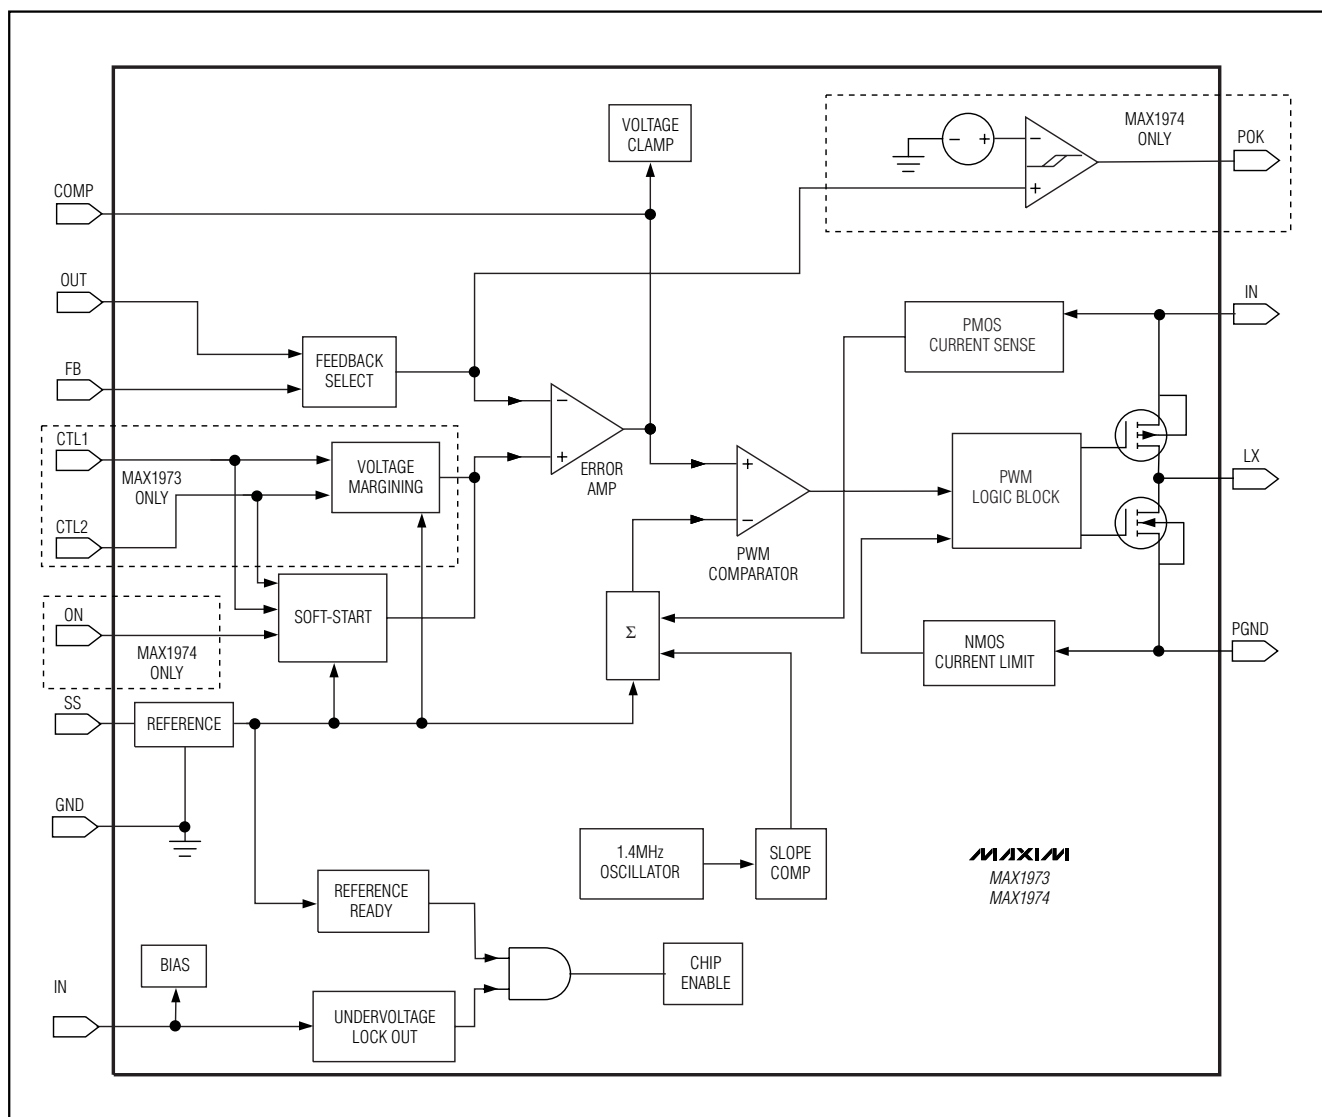 VOLTAGE
CLAMP
MAX1974
ONLY
POK
- +
-
+
COMP
OUT
FB
FEEDBACK
SELECT
PMOS
CURRENT SENSE
IN
CTL1
MAX1973
ONLY
CTL2
VOLTAGE
MARGINING
-
+
ERROR
AMP
+
-
PWM
COMPARATOR
PWM
LOGIC BLOCK
LX
ON
MAX1974
ONLY
SOFT-START
Σ
NMOS
CURRENT LIMIT
PGND
SS
REFERENCE
GND
1.4MHz
OSCILLATOR
SLOPE
COMP
MAXIM
MAX1973
MAX1974
REFERENCE
READY
BIAS
IN
UNDERVOLTAGE
LOCK OUT
CHIP
ENABLE